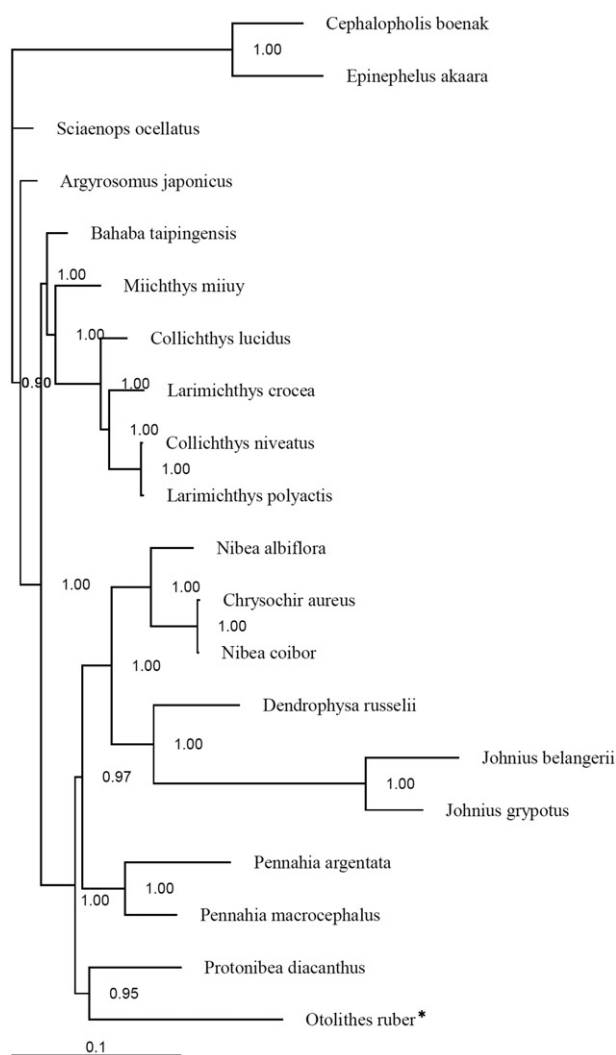 Cephalopholis boenak
1.00
Epinephelus akaara
Sciaenops ocellatus
Argyrosomus japonicus
Bahaba taipingensis
1.00
Miichthys miiuy
1.00
Collichthys lucidus
0.90
1.00
Larimichthys crocea
1.00
Collichthys niveatus
1.00
Larimichthys polyactis
Nibea albiflora
1.00
1.00
Chrysochir aureus
1.00
Nibea coibor
1.00
Dendrophysa russelii
1.00
Johnius belangerii
0.97
1.00
Johnius grypotus
Pennahia argentata
1.00
1.00
Pennahia macrocephalus
Protonibea diacanthus
0.95
Otolithes ruber*
0.1